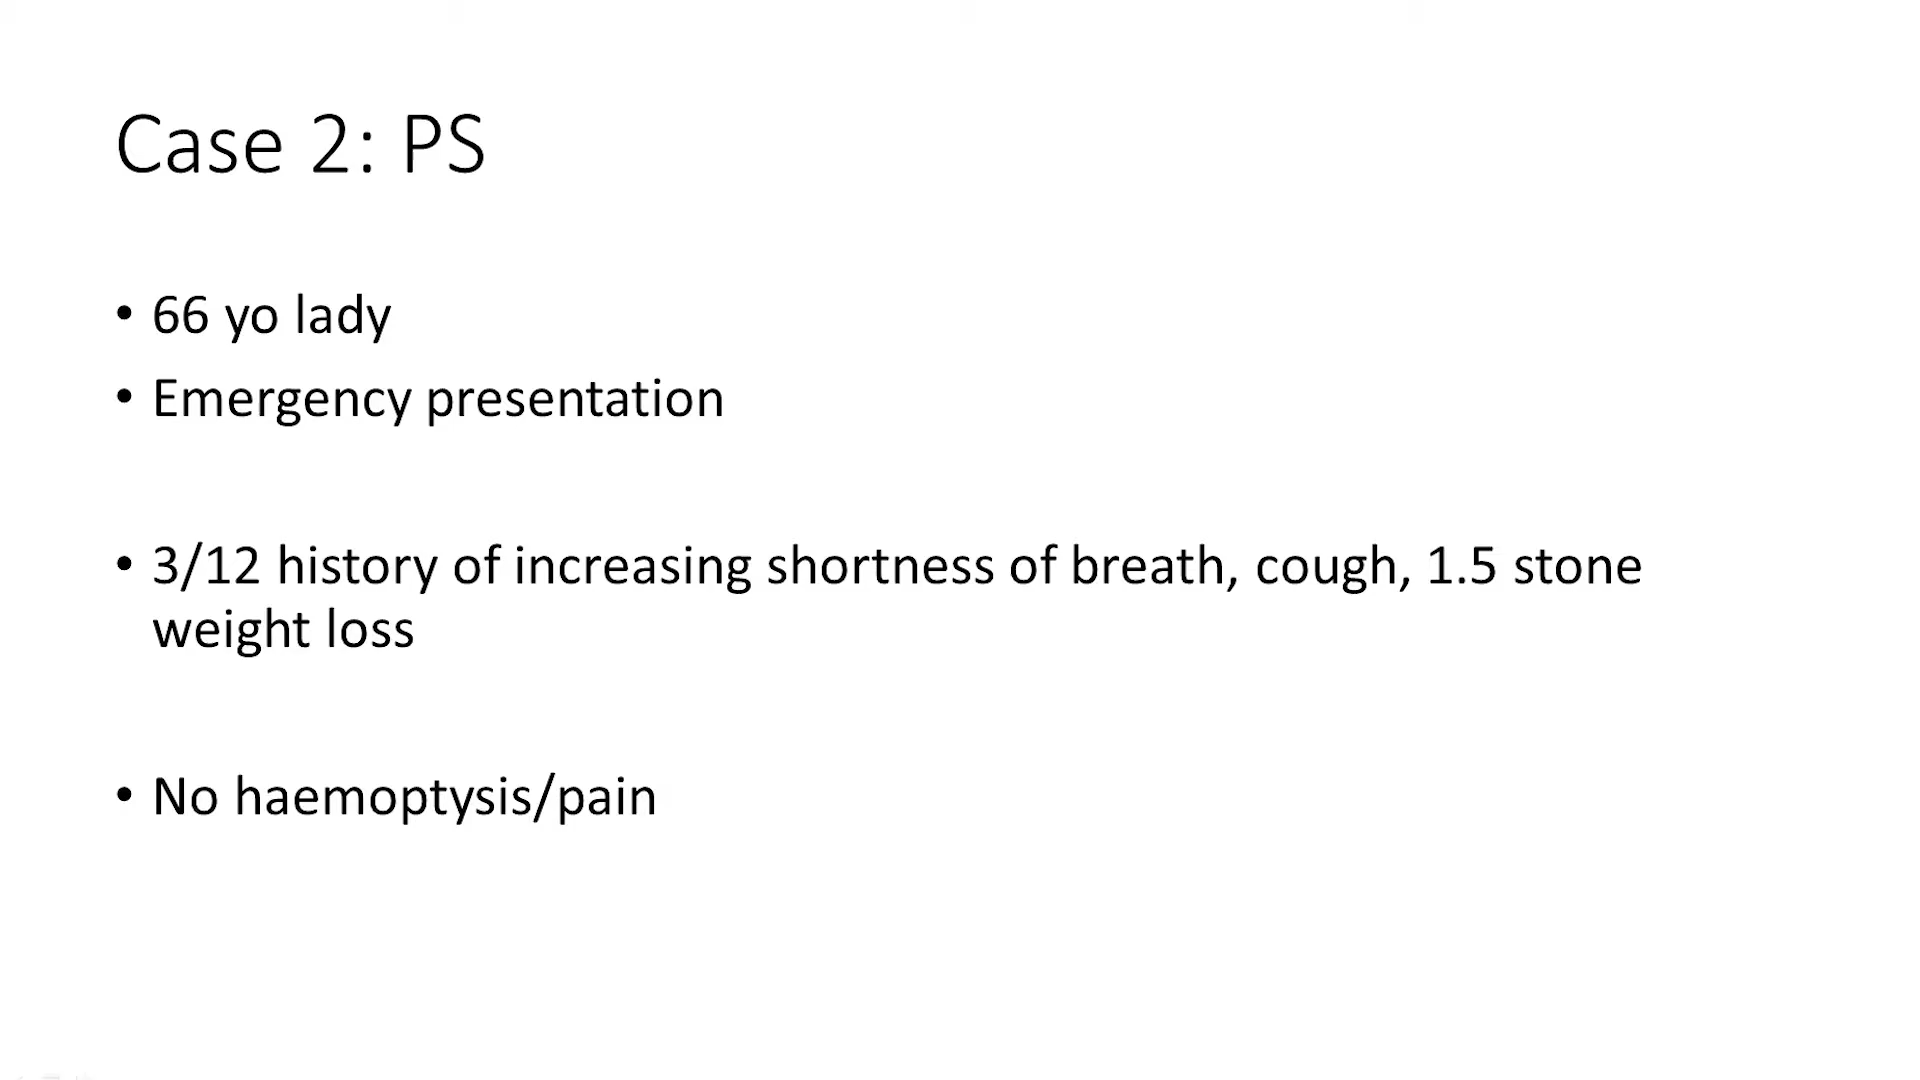 Case 2: PS
• 66 yo lady
• Emergency presentation
• 3/12 history of increasing shortness of breath, cough, 1.5 stone
weight loss
• No haemoptysis/pain